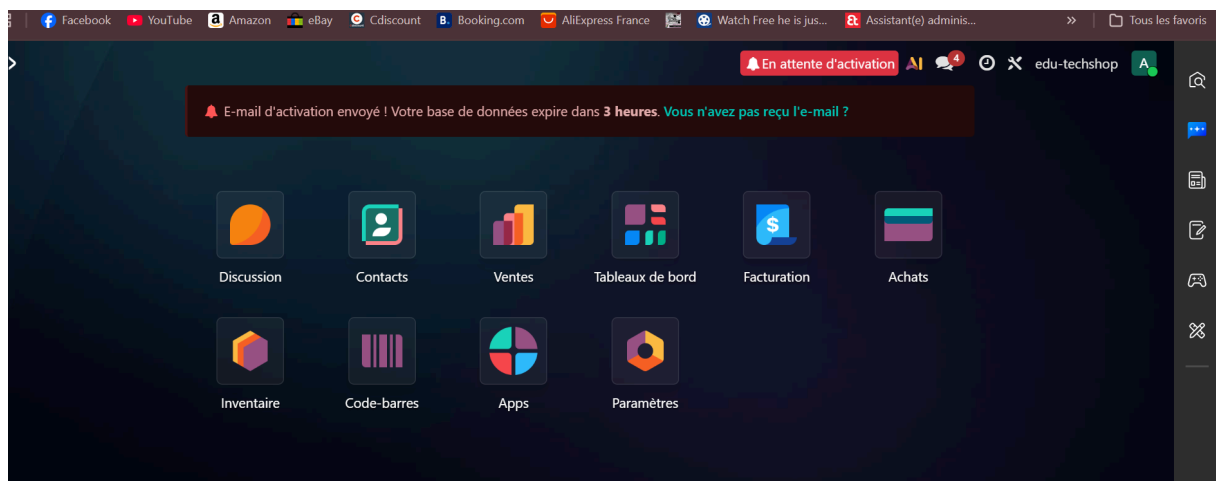 Facebook YouTube Amazon eBay Cdiscount B. Booking.com AliExpress France Watch Free he is jus... Assistant(e) adminis... » Tous les favoris
En attente d'activation AI 4 edu-techshop A
E-mail d'activation envoyé ! Votre base de données expire dans 3 heures. Vous n'avez pas reçu l'e-mail ?
Discussion Contacts Ventes Tableaux de bord Facturation Achats
Inventaire Code-barres Apps Paramètres